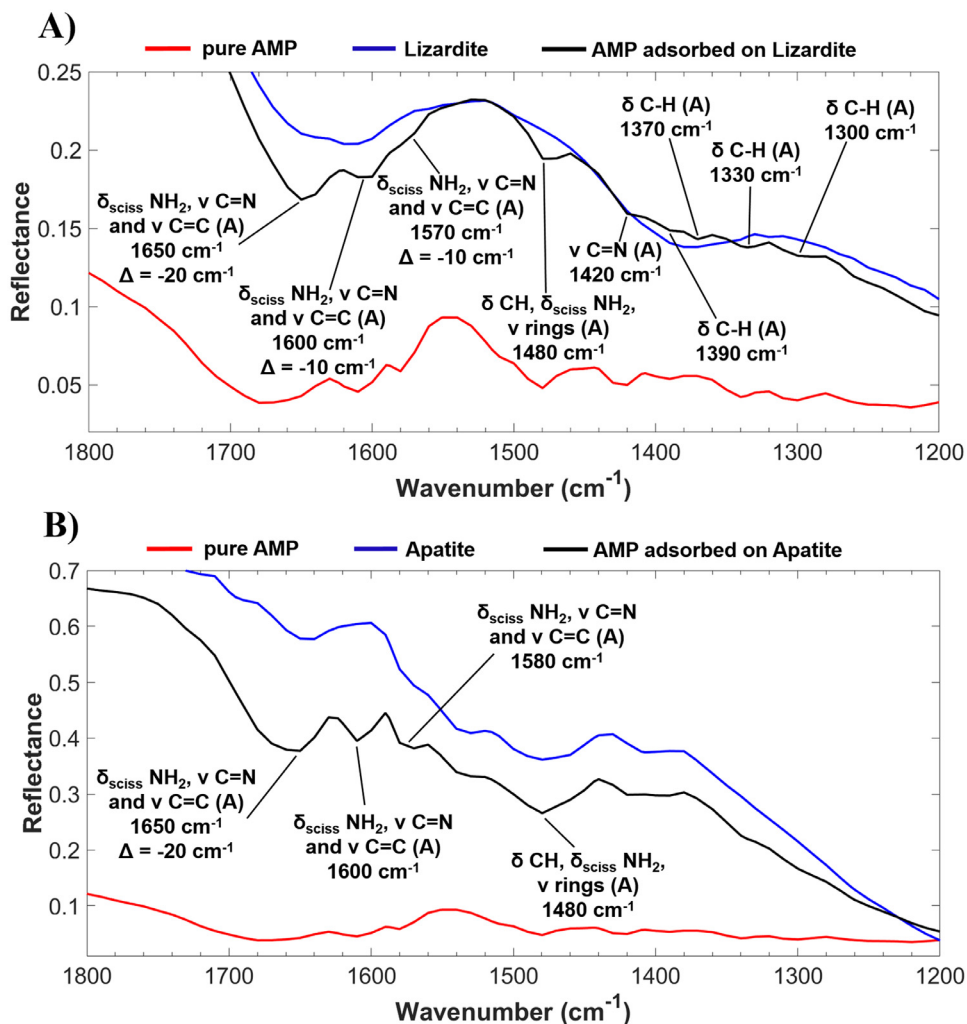 A)
pure AMP Lizardite AMP adsorbed on Lizardite
0.25
0.2
0.15
0.1
0.05
Reflectance
δsciss NH2, ν C=N
and ν C=C (A)
1650 cm-1
Δ = -20 cm-1
δsciss NH2, ν C=N
and ν C=C (A)
1600 cm-1
Δ = -10 cm-1
δsciss NH2, ν C=N
and ν C=C (A)
1570 cm-1
Δ = -10 cm-1
δ CH, δsciss NH2,
ν rings (A)
1480 cm-1
ν C=N (A)
1420 cm-1
δ C-H (A)
1390 cm-1
δ C-H (A)
1370 cm-1
δ C-H (A)
1330 cm-1
δ C-H (A)
1300 cm-1
1800 1700 1600 1500 1400 1300 1200
Wavenumber (cm-1)
B)
pure AMP Apatite AMP adsorbed on Apatite
0.7
0.6
0.5
0.4
0.3
0.2
0.1
Reflectance
δsciss NH2, ν C=N
and ν C=C (A)
1650 cm-1
Δ = -20 cm-1
δsciss NH2, ν C=N
and ν C=C (A)
1600 cm-1
δsciss NH2, ν C=N
and ν C=C (A)
1580 cm-1
δ CH, δsciss NH2,
ν rings (A)
1480 cm-1
1800 1700 1600 1500 1400 1300 1200
Wavenumber (cm-1)